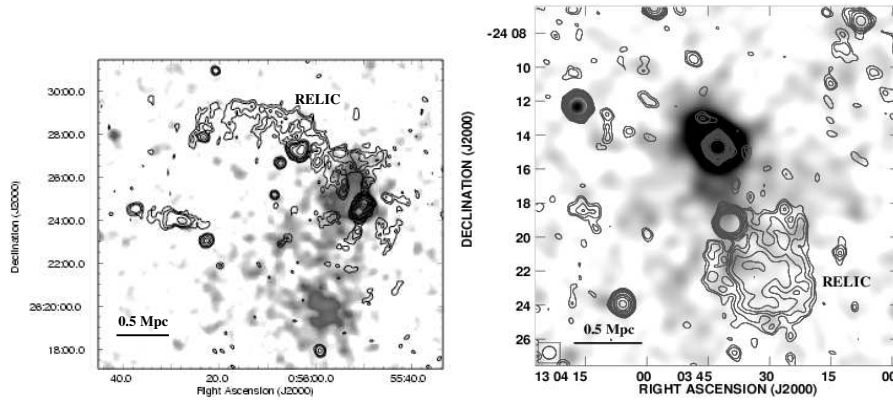 RELIC
30:00.0
28:00.0
26:00.0
24:00.0
22:00.0
26:20:00.0
18:00.0
Declination (J2000)
0.5 Mpc
40.0 20.0 0:56:00.0 55:40.0
Right Ascension (J2000)
-24 08
10
12
14
16
18
20
22
24
26
DECLINATION (J2000)
RELIC
0.5 Mpc
13 04 15 00 03 45 30 15 00
RIGHT ASCENSION (J2000)